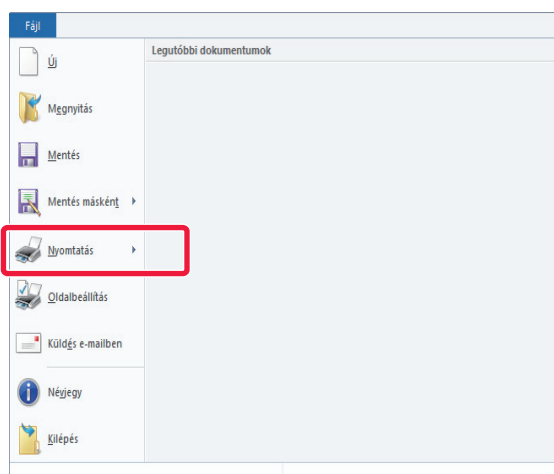 Fájl
Legutóbbi dokumentumok
Új
Megnyitás
Mentés
Mentés másként
Nyomtatás
Oldalbeállítás
Küldés e-mailben
Névjegy
Kilépés